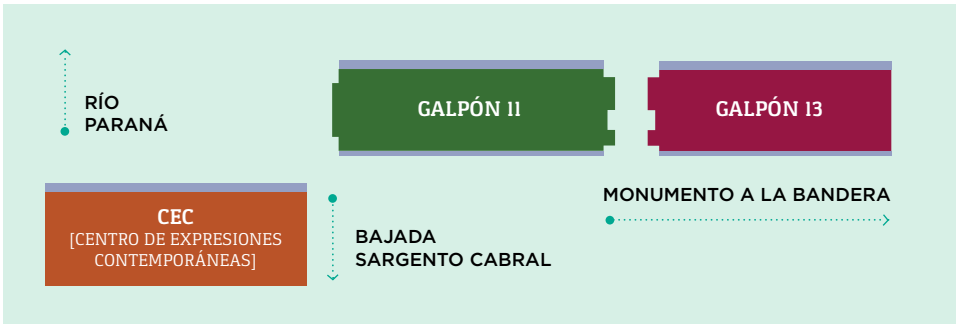 RÍO
PARANÁ
GALPÓN 11
GALPÓN 13
CEC
[CENTRO DE EXPRESIONES
CONTEMPORÁNEAS]
BAJADA
SARGENTO CABRAL
MONUMENTO A LA BANDERA